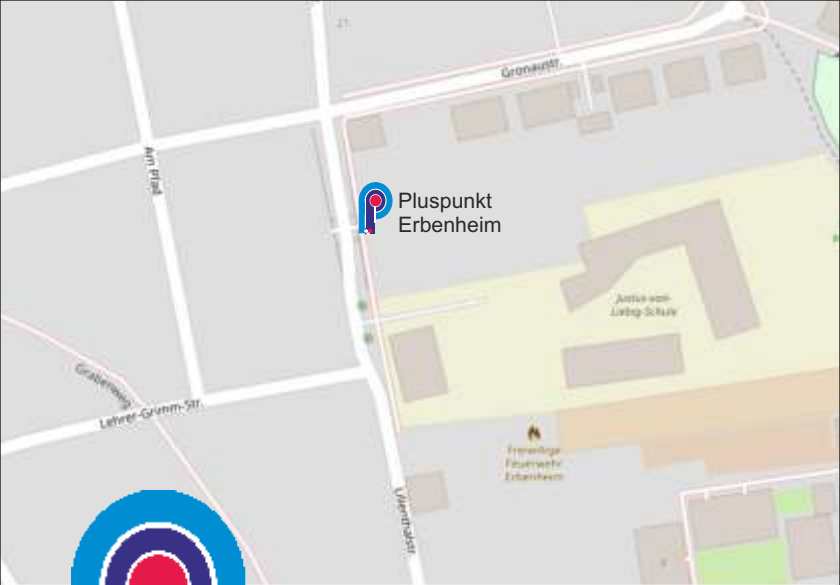 21
Gronaustr.
Am Pfad
Pluspunkt
Erbenheim
Justus-von-
Liebig-Schule
Grabenweg
Lehrer-Grimm-Str.
Freiwillige
Feuerwehr
Erbenheim
Lilienthalstr.